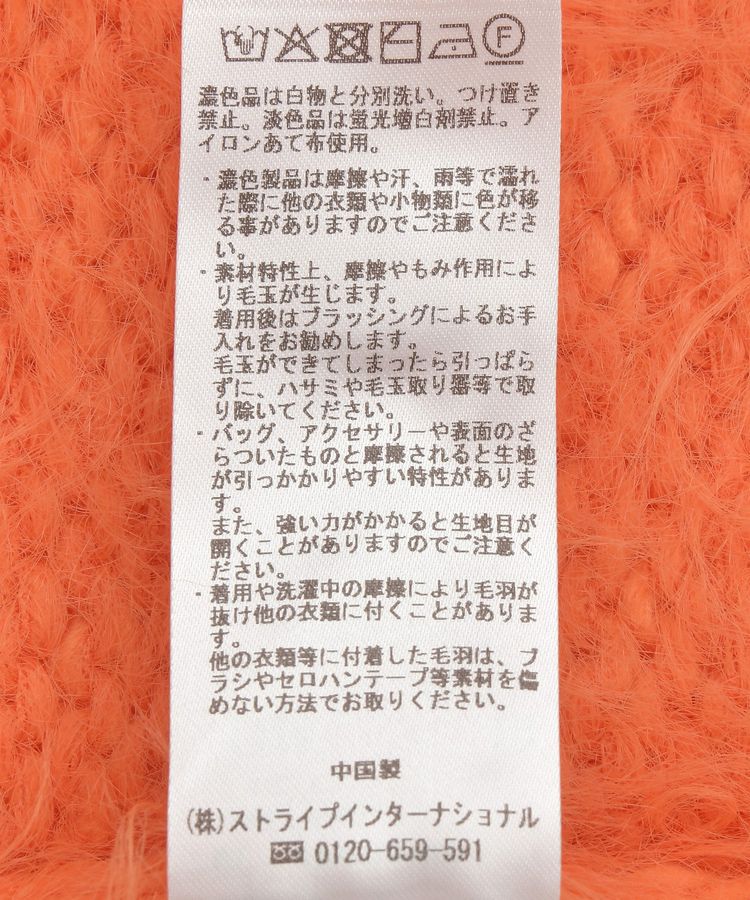 濃色品は白物と分別洗い。つけ置き
禁止。淡色品は蛍光増白剤禁止。ア
イロンあて布使用。
・濃色製品は摩擦や汗、雨等で濡れ
た際に他の衣類や小物類に色が移
る事がありますのでご注意くださ
い。
・素材特性上、摩擦やもみ作用によ
り毛玉が生じます。
着用後はブラッシングによるお手
入れをお勧めします。
毛玉ができてしまったら引っぱら
ずに、ハサミや毛玉取り器等で取
り除いてください。
・バッグ、アクセサリーや表面のざ
らついたものと摩擦されると生地
が引っかかりやすい特性がありま
す。
また、強い力がかかると生地目が
開くことがありますのでご注意く
ださい。
・着用や洗濯中の摩擦により毛羽が
抜け他の衣類に付くことがありま
す。
他の衣類等に付着した毛羽は、ブ
ラシやセロハンテープ等素材を傷
めない方法でお取りください。
中国製
(株)ストライプインターナショナル
0120-659-591